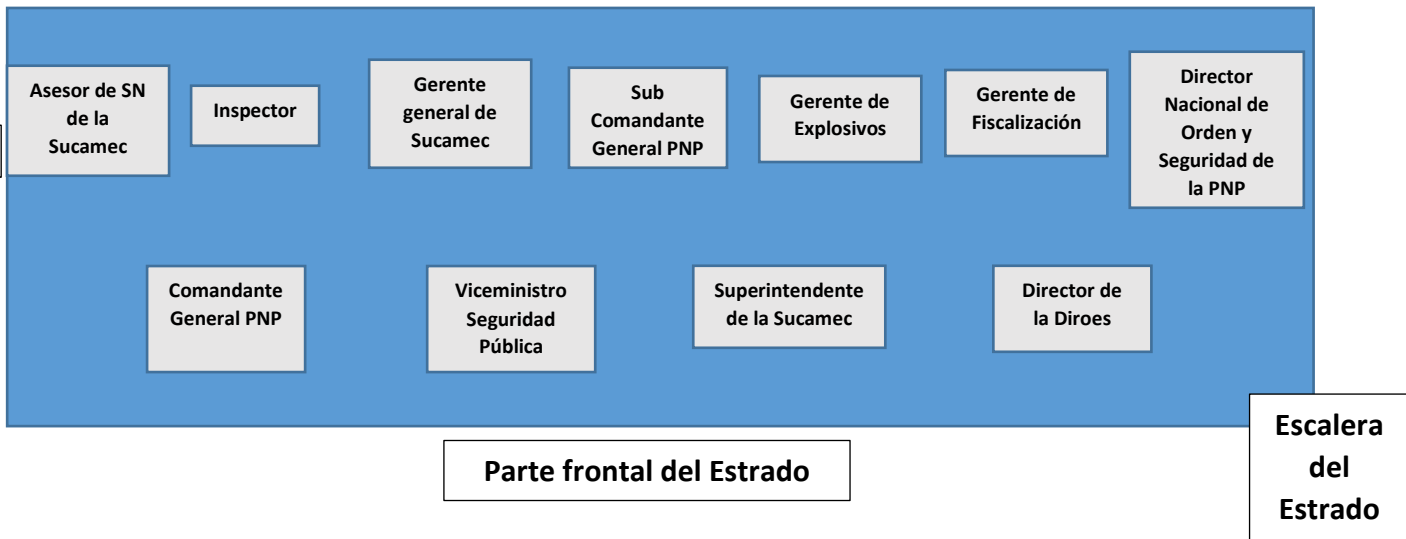 Asesor de SN
de la
Sucamec
Inspector
Gerente
general de
Sucamec
Sub
Comandante
General PNP
Gerente de
Explosivos
Gerente de
Fiscalización
Director
Nacional de
Orden y
Seguridad de
la PNP
Comandante
General PNP
Viceministro
Seguridad
Pública
Superintendente
de la Sucamec
Director de
la Diroes
Parte frontal del Estrado
Escalera
del
Estrado